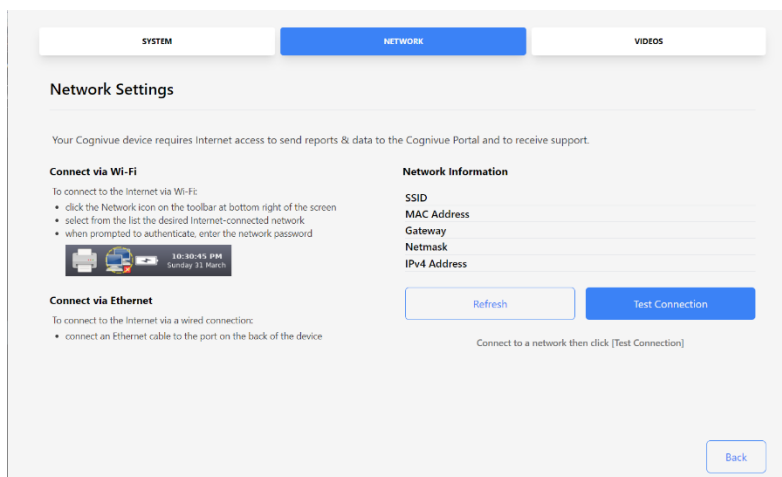 SYSTEM
NETWORK
VIDEOS
Network Settings
Your Cognivue device requires Internet access to send reports & data to the Cognivue Portal and to receive support.
Connect via Wi-Fi
To connect to the Internet via Wi-Fi:
• click the Network icon on the toolbar at bottom right of the screen
• select from the list the desired Internet-connected network
• when prompted to authenticate, enter the network password
10:30:45 PM
Sunday 31 March
Connect via Ethernet
To connect to the Internet via a wired connection:
• connect an Ethernet cable to the port on the back of the device
Network Information
SSID
MAC Address
Gateway
Netmask
IPv4 Address
Refresh
Test Connection
Connect to a network then click [Test Connection]
Back